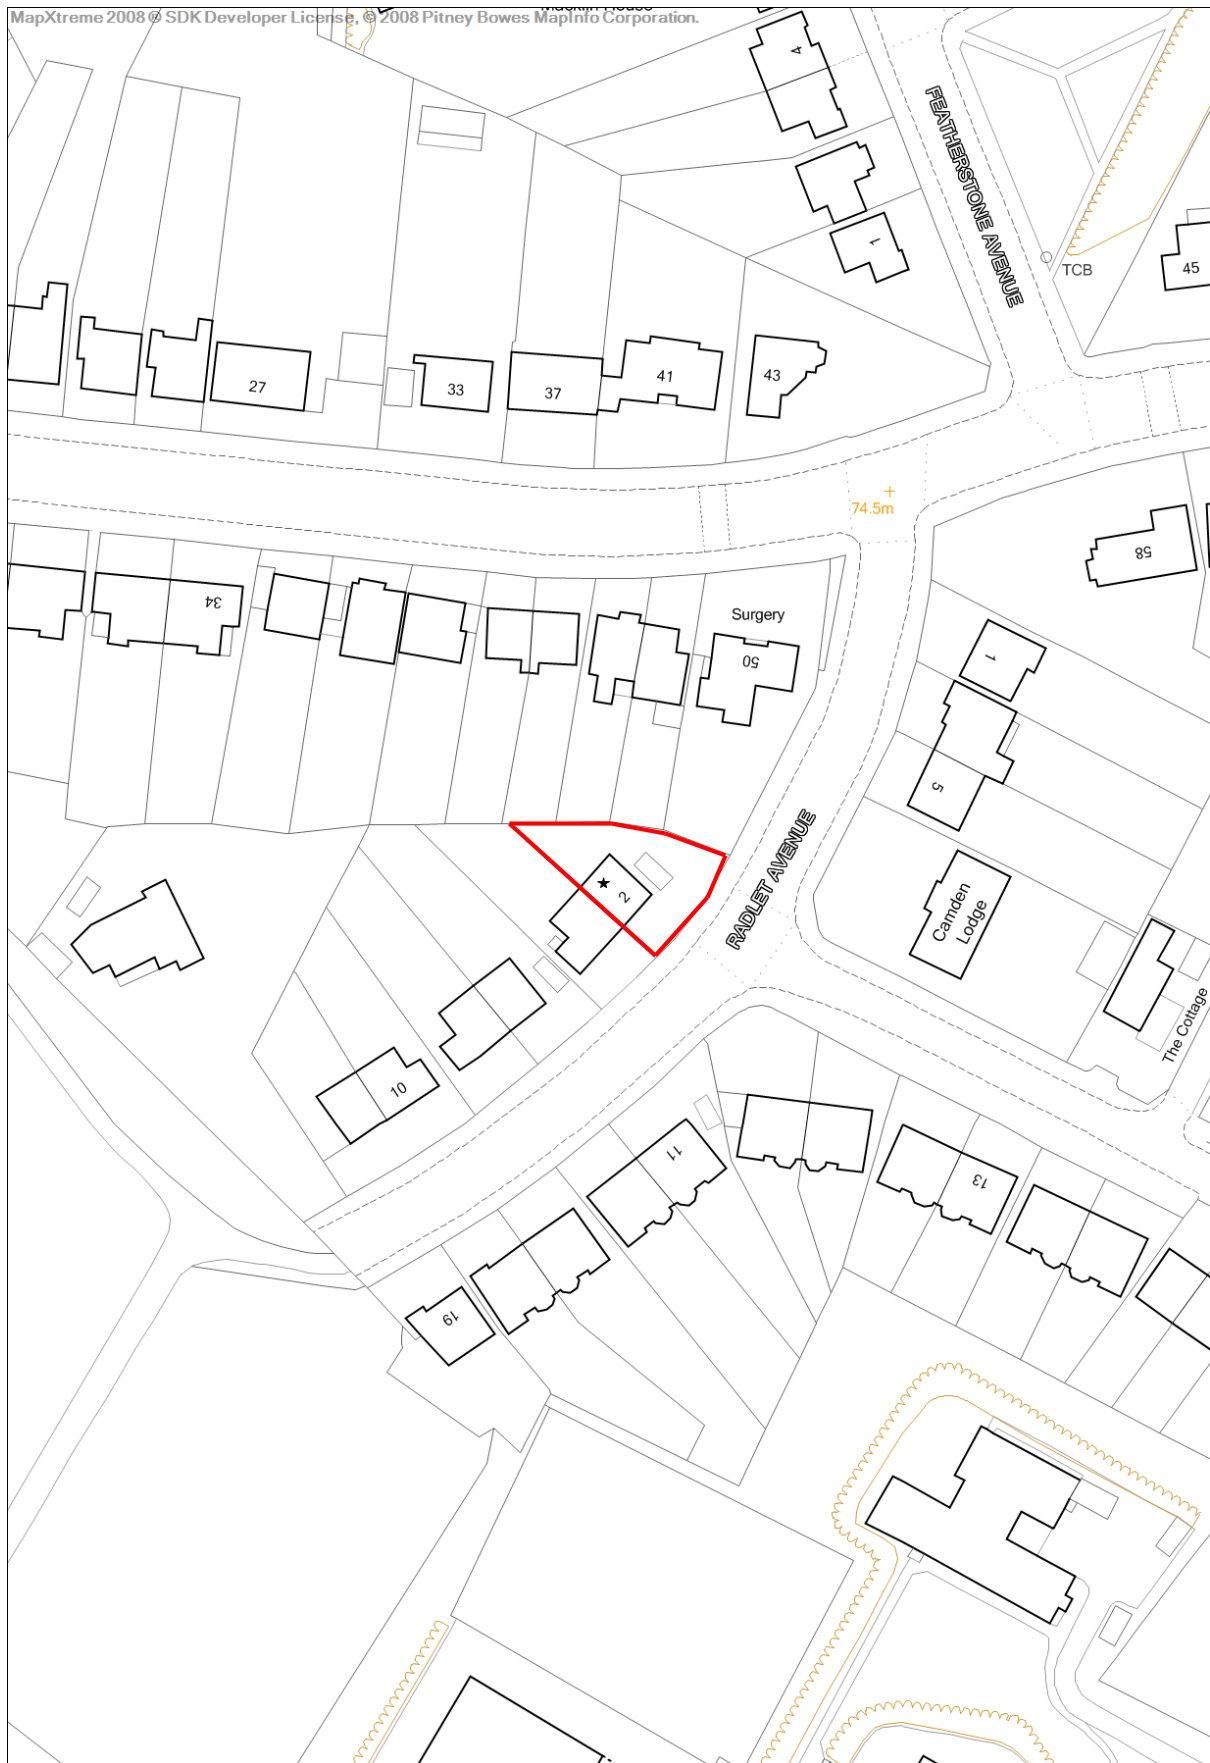 MapXtreme 2008 ® SDK Developer License, © 2008 Pitney Bowes MapInfo Corporation.
Macklin House
4
FEATHERSTONE AVENUE
1
TCB
45
27
33
37
41
43
74.5m
58
34
Surgery
50
1
5
RADLET AVENUE
2
Camden
Lodge
The Cottage
10
11
13
19